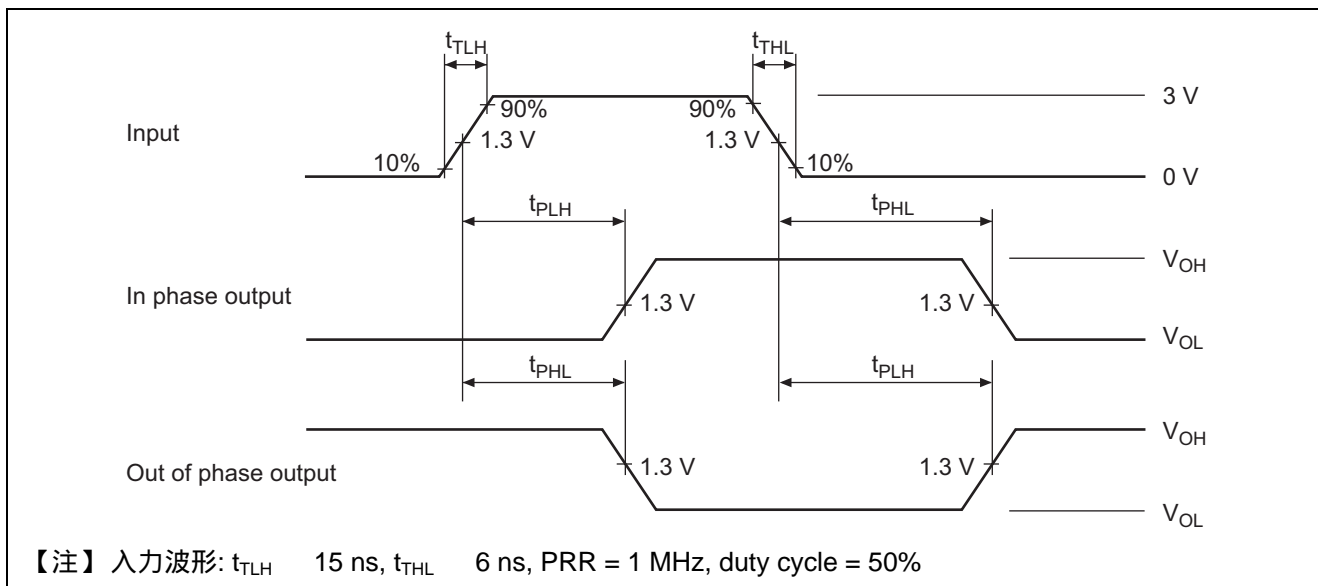 tTLH
tTHL
Input
10%
90%
1.3 V
90%
1.3 V
10%
3 V
0 V
tPLH
tPHL
In phase output
1.3 V
1.3 V
VOH
VOL
tPHL
tPLH
Out of phase output
1.3 V
1.3 V
VOH
VOL
【注】 入力波形: tTLH 15 ns, tTHL 6 ns, PRR = 1 MHz, duty cycle = 50%